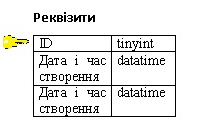 Реквізити
ID tinyint
Дата і час datatime
створення
Дата і час datatime
створення